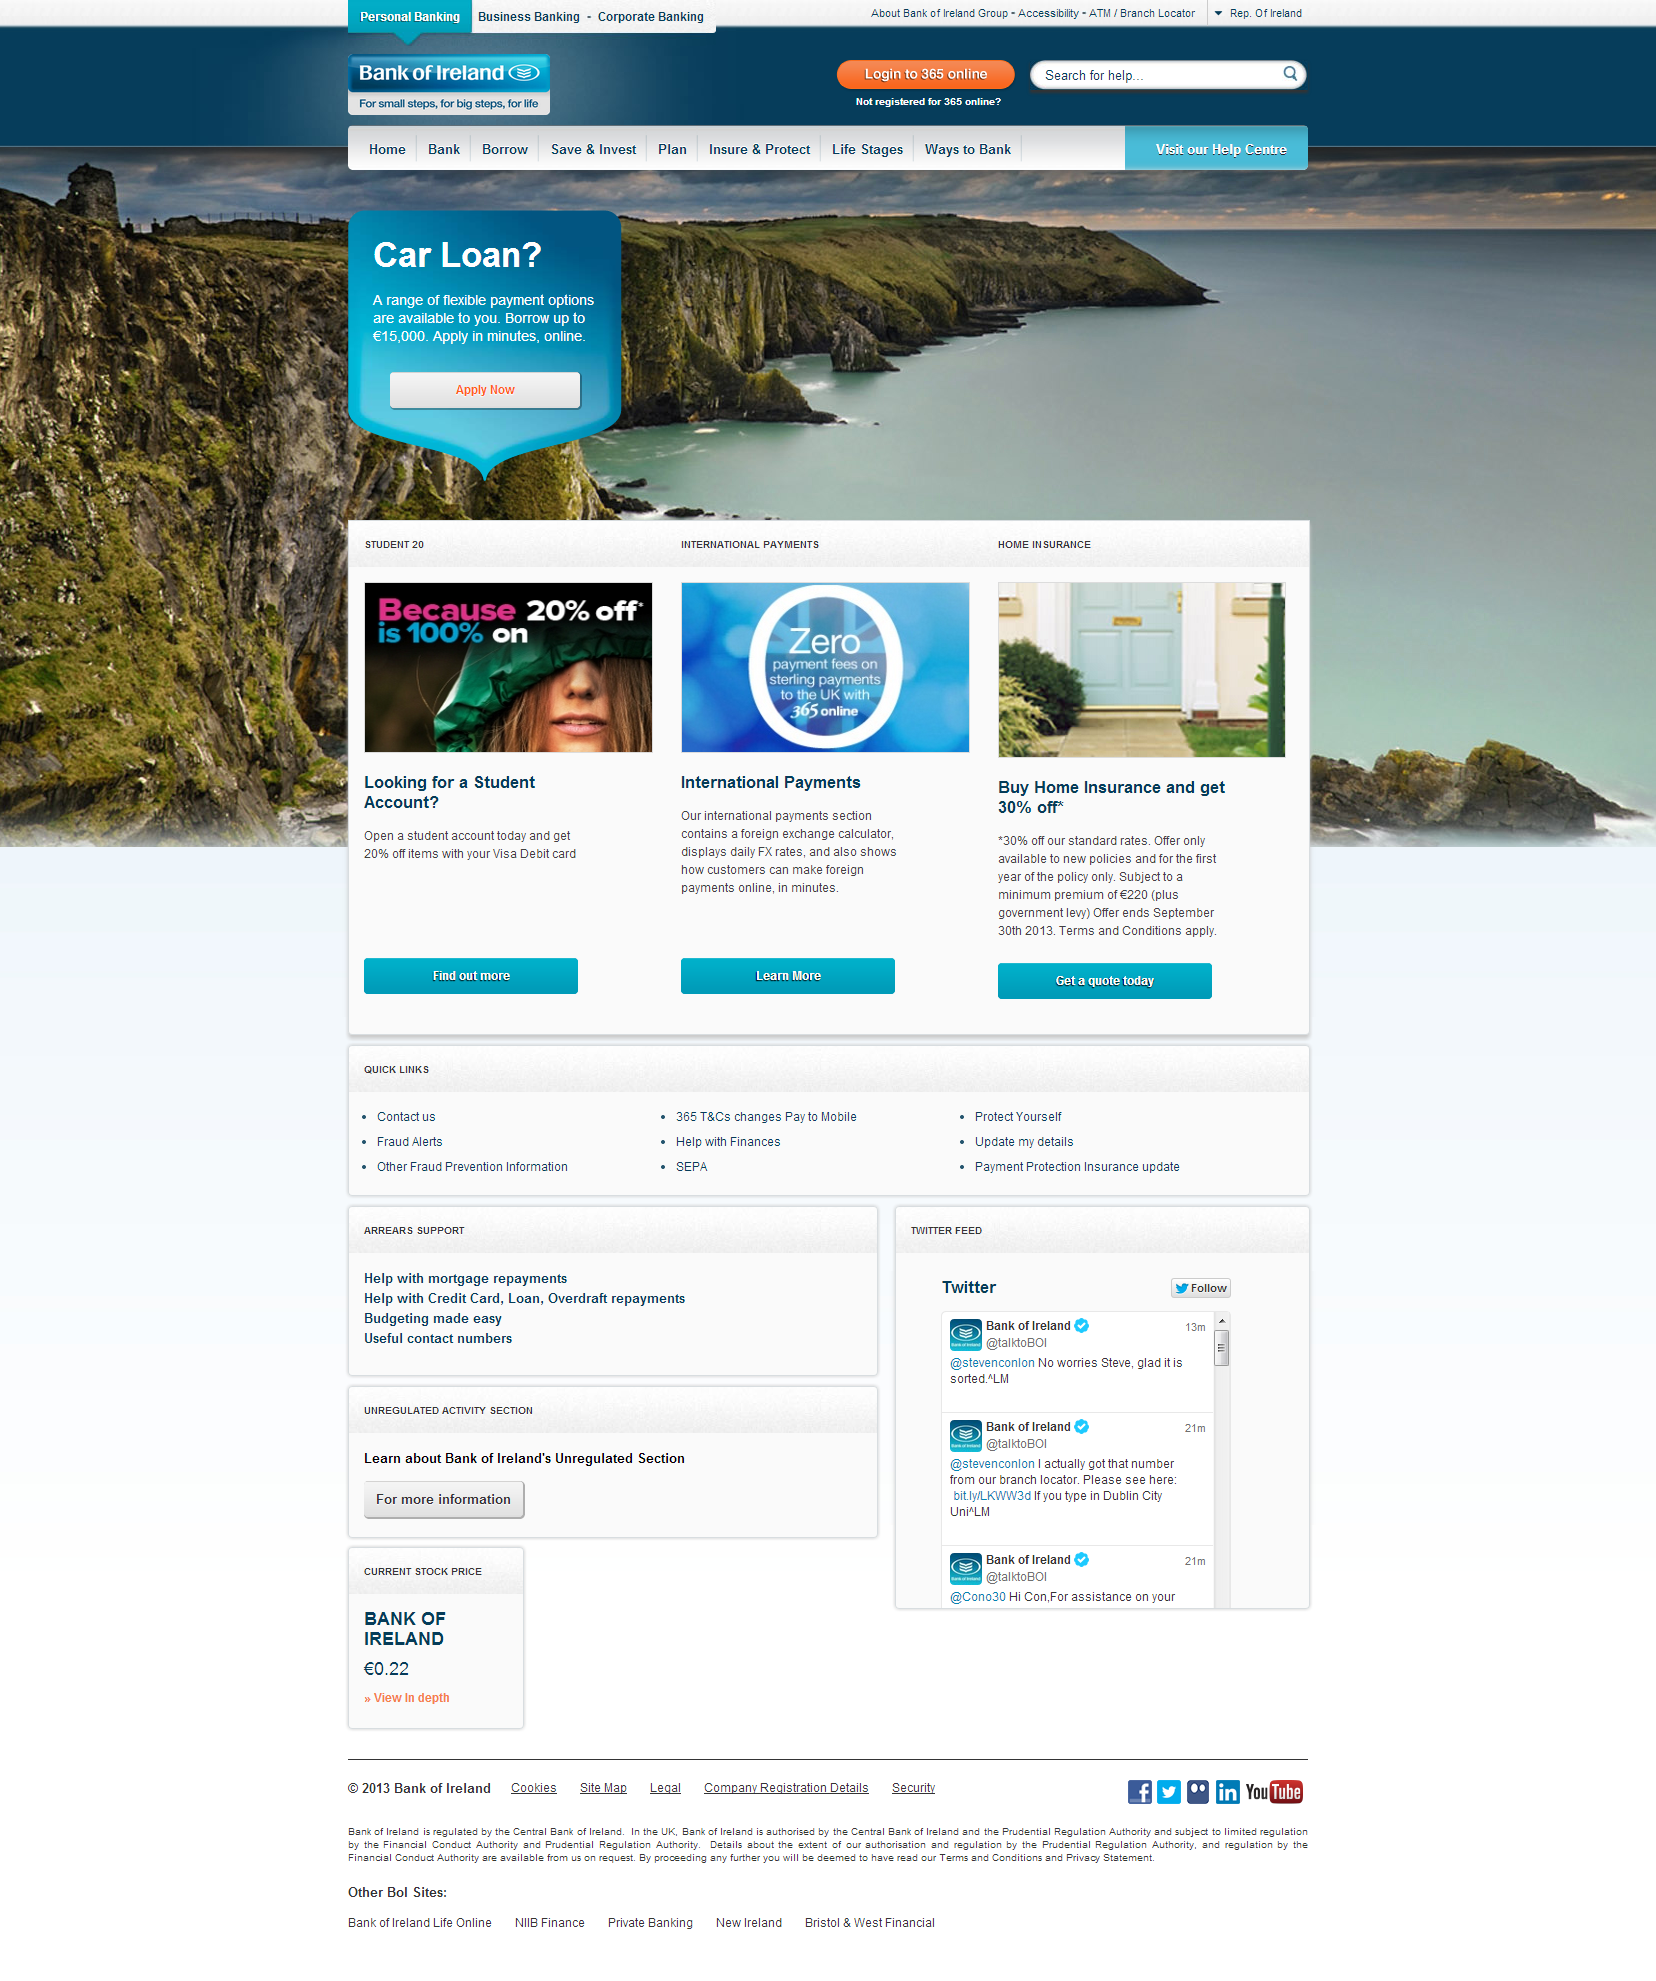 Personal Banking
Business Banking - Corporate Banking
About Bank of Ireland Group - Accessibility - ATM / Branch Locator
Rep. Of Ireland
Bank of Ireland
For small steps, for big steps, for life
Login to 365 online
Not registered for 365 online?
Search for help...
Home
Bank
Borrow
Save & Invest
Plan
Insure & Protect
Life Stages
Ways to Bank
Visit our Help Centre
Car Loan?
A range of flexible payment options
are available to you. Borrow up to
€15,000. Apply in minutes, online.
Apply Now
STUDENT 20
Because 20% off*
is 100% on
Looking for a Student
Account?
Open a student account today and get
20% off items with your Visa Debit card
Find out more
INTERNATIONAL PAYMENTS
Zero
payment fees on
sterling payments
to the UK with
365 online
International Payments
Our international payments section
contains a foreign exchange calculator,
displays daily FX rates, and also shows
how customers can make foreign
payments online, in minutes.
Learn More
HOME INSURANCE
Buy Home Insurance and get
30% off*
*30% off our standard rates. Offer only
available to new policies and for the first
year of the policy only. Subject to a
minimum premium of €220 (plus
government levy) Offer ends September
30th 2013. Terms and Conditions apply.
Get a quote today
QUICK LINKS
Contact us
Fraud Alerts
Other Fraud Prevention Information
365 T&Cs changes Pay to Mobile
Help with Finances
SEPA
Protect Yourself
Update my details
Payment Protection Insurance update
ARREARS SUPPORT
Help with mortgage repayments
Help with Credit Card, Loan, Overdraft repayments
Budgeting made easy
Useful contact numbers
UNREGULATED ACTIVITY SECTION
Learn about Bank of Ireland's Unregulated Section
For more information
CURRENT STOCK PRICE
BANK OF
IRELAND
€0.22
» View In depth
TWITTER FEED
Twitter
Follow
Bank of Ireland
13m
@talktoBOI
@stevenconlon No worries Steve, glad it is
sorted.^LM
Bank of Ireland
21m
@talktoBOI
@stevenconlon I actually got that number
from our branch locator. Please see here:
bit.ly/LKWW3d If you type in Dublin City
Uni^LM
Bank of Ireland
21m
@talktoBOI
@Cono30 Hi Con,For assistance on your
© 2013 Bank of Ireland
Cookies
Site Map
Legal
Company Registration Details
Security
f
in
YouTube
Bank of Ireland is regulated by the Central Bank of Ireland. In the UK, Bank of Ireland is authorised by the Central Bank of Ireland and the Prudential Regulation Authority and subject to limited regulation
by the Financial Conduct Authority and Prudential Regulation Authority. Details about the extent of our authorisation and regulation by the Prudential Regulation Authority, and regulation by the
Financial Conduct Authority are available from us on request. By proceeding any further you will be deemed to have read our Terms and Conditions and Privacy Statement.
Other BoI Sites:
Bank of Ireland Life Online
NIIB Finance
Private Banking
New Ireland
Bristol & West Financial